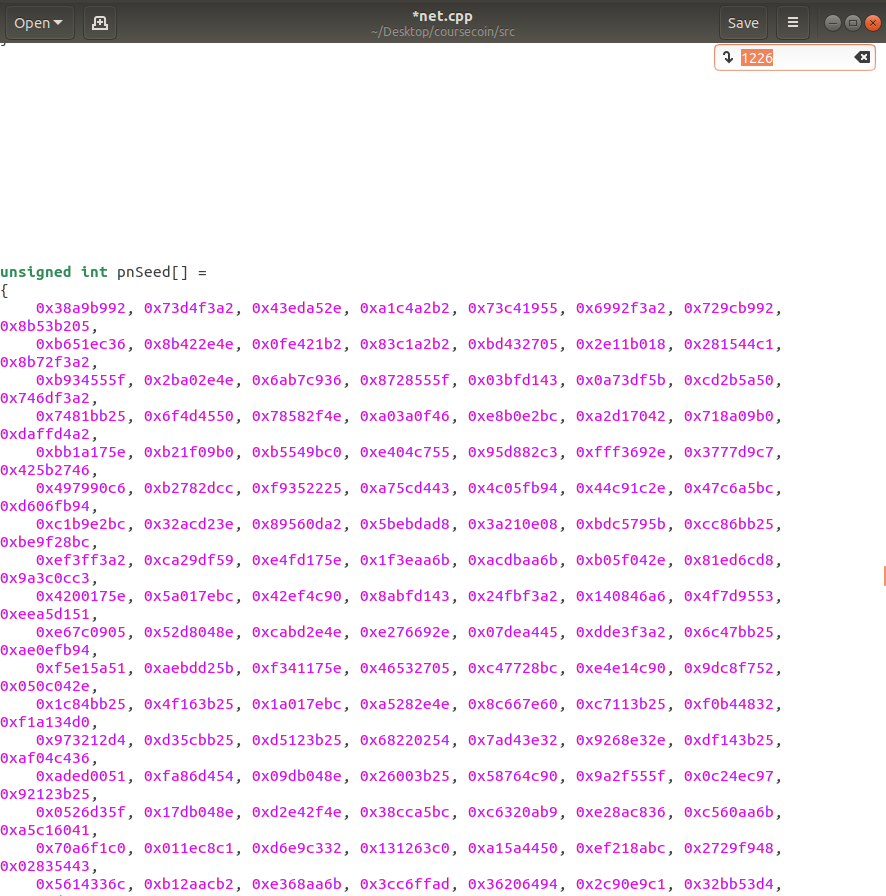 Open
*net.cpp
~/Desktop/coursecoin/src
Save
1226
unsigned int pnSeed[] =
{
0x38a9b992, 0x73d4f3a2, 0x43eda52e, 0xa1c4a2b2, 0x73c41955, 0x6992f3a2, 0x729cb992,
0x8b53b205,
0xb651ec36, 0x8b422e4e, 0x0fe421b2, 0x83c1a2b2, 0xbd432705, 0x2e11b018, 0x281544c1,
0x8b72f3a2,
0xb934555f, 0x2ba02e4e, 0x6ab7c936, 0x8728555f, 0x03bfd143, 0x0a73df5b, 0xcd2b5a50,
0x746df3a2,
0x7481bb25, 0x6f4d4550, 0x78582f4e, 0xa03a0f46, 0xe8b0e2bc, 0xa2d17042, 0x718a09b0,
0xdaffd4a2,
0xbb1a175e, 0xb21f09b0, 0xb5549bc0, 0xe404c755, 0x95d882c3, 0xfff3692e, 0x3777d9c7,
0x425b2746,
0x497990c6, 0xb2782dcc, 0xf9352225, 0xa75cd443, 0x4c05fb94, 0x44c91c2e, 0x47c6a5bc,
0xd606fb94,
0xc1b9e2bc, 0x32acd23e, 0x89560da2, 0x5bebdad8, 0x3a210e08, 0xbdc5795b, 0xcc86bb25,
0xbe9f28bc,
0xef3ff3a2, 0xca29df59, 0xe4fd175e, 0x1f3eaa6b, 0xacdbaa6b, 0xb05f042e, 0x81ed6cd8,
0x9a3c0cc3,
0x4200175e, 0x5a017ebc, 0x42ef4c90, 0x8abfd143, 0x24fbf3a2, 0x140846a6, 0x4f7d9553,
0xeea5d151,
0xe67c0905, 0x52d8048e, 0xcabd2e4e, 0xe276692e, 0x07dea445, 0xdde3f3a2, 0x6c47bb25,
0xae0efb94,
0xf5e15a51, 0xaebdd25b, 0xf341175e, 0x46532705, 0xc47728bc, 0xe4e14c90, 0x9dc8f752,
0x050c042e,
0x1c84bb25, 0x4f163b25, 0x1a017ebc, 0xa5282e4e, 0x8c667e60, 0xc7113b25, 0xf0b44832,
0xf1a134d0,
0x973212d4, 0xd35cbb25, 0xd5123b25, 0x68220254, 0x7ad43e32, 0x9268e32e, 0xdf143b25,
0xaf04c436,
0xaded0051, 0xfa86d454, 0x09db048e, 0x26003b25, 0x58764c90, 0x9a2f555f, 0x0c24ec97,
0x92123b25,
0x0526d35f, 0x17db048e, 0xd2e42f4e, 0x38cca5bc, 0xc6320ab9, 0xe28ac836, 0xc560aa6b,
0xa5c16041,
0x70a6f1c0, 0x011ec8c1, 0xd6e9c332, 0x131263c0, 0xa15a4450, 0xef218abc, 0x2729f948,
0x02835443,
0x5614336c, 0xb12aacb2, 0xe368aa6b, 0x3cc6ffad, 0x36206494, 0x2c90e9c1, 0x32bb53d4,